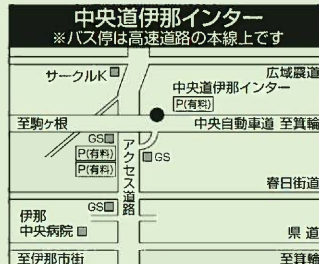 中央道伊那インター
※バス停は高速道路の本線上です
サークルK
広域農道
中央道伊那インター
P(有料)
至駒ヶ根
中央自動車道 至箕輪
GS
P(有料)
P(有料)
アクセス道路
GS
春日街道
GS
伊那
中央病院
県道
至伊那市街
至箕輪